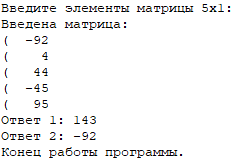 Введите элементы матрицы 5x1:
Введена матрица:
(  -92
(    4
(   44
(  -45
(   95
Ответ 1: 143
Ответ 2: -92
Конец работы программы.